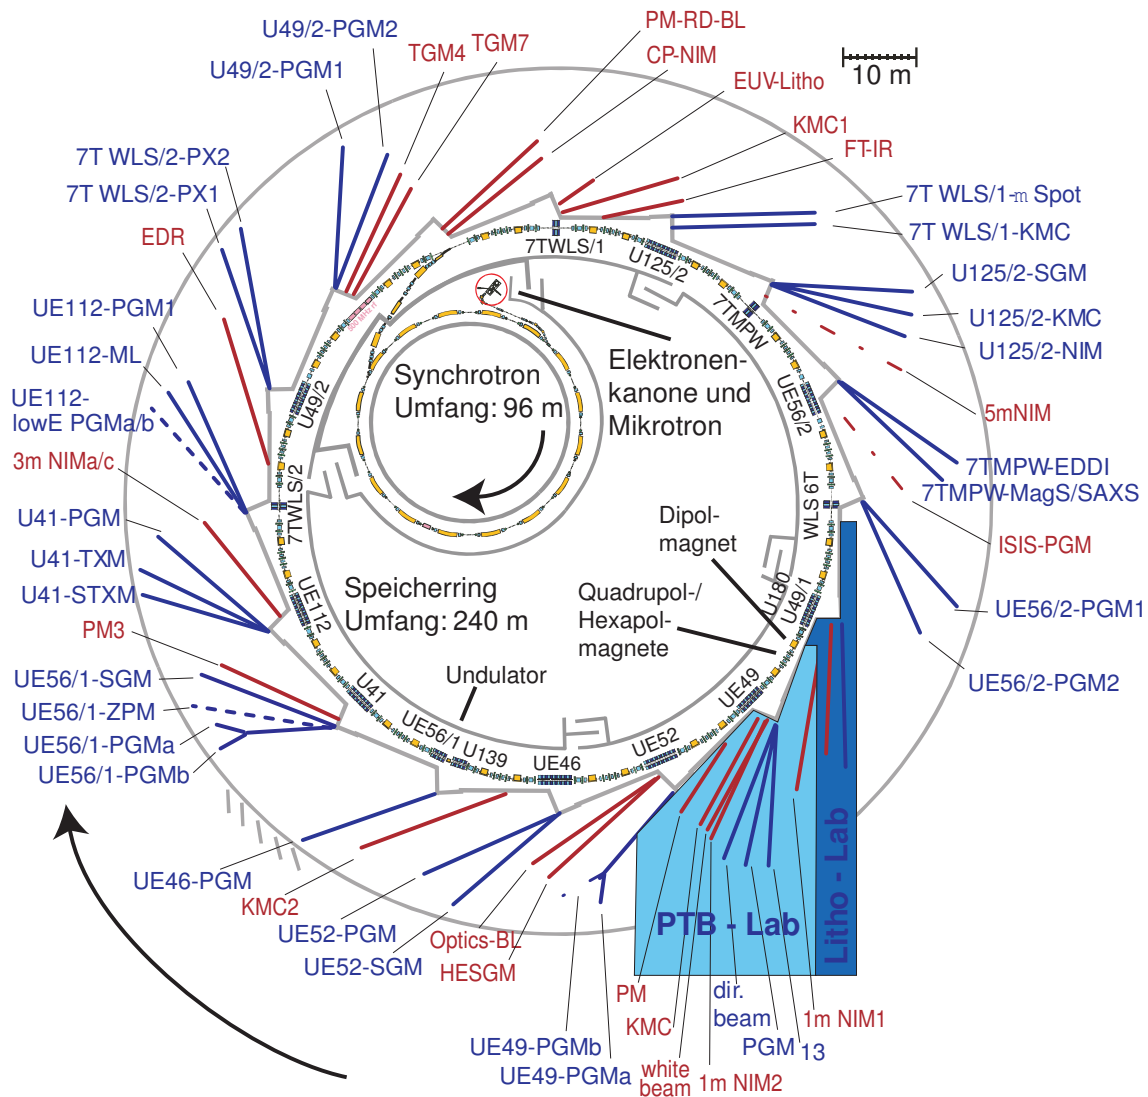 U49/2-PGM2
U49/2-PGM1
TGM4
TGM7
PM-RD-BL
CP-NIM
EUV-Litho
KMC1
FT-IR
10 m
7T WLS/2-PX2
7T WLS/2-PX1
EDR
UE112-PGM1
UE112-ML
UE112-
lowE PGMa/b
3m NIMa/c
U41-PGM
U41-TXM
U41-STXM
PM3
UE56/1-SGM
UE56/1-ZPM
UE56/1-PGMa
UE56/1-PGMb
7T WLS/1-m Spot
7T WLS/1-KMC
U125/2-SGM
U125/2-KMC
U125/2-NIM
5mNIM
7TMPW-EDDI
7TMPW-MagS/SAXS
ISIS-PGM
UE56/2-PGM1
UE56/2-PGM2
7TWLS/1
U125/2
7TMPW
UE56/2
WLS 6T
U180
U49/1
UE49
UE52
UE46
U139
UE56/1
U41
UE112
7TWLS/2
U49/2
500 MHz rf
Synchrotron
Umfang: 96 m
Elektronen-
kanone und
Mikrotron
Speicherring
Umfang: 240 m
Dipol-
magnet
Quadrupol-/
Hexapol-
magnete
Undulator
UE46-PGM
KMC2
UE52-PGM
UE52-SGM
Optics-BL
HESGM
UE49-PGMb
UE49-PGMa
PTB - Lab
Litho - Lab
PM
KMC
white
beam
1m NIM2
dir.
beam
PGM
13
1m NIM1